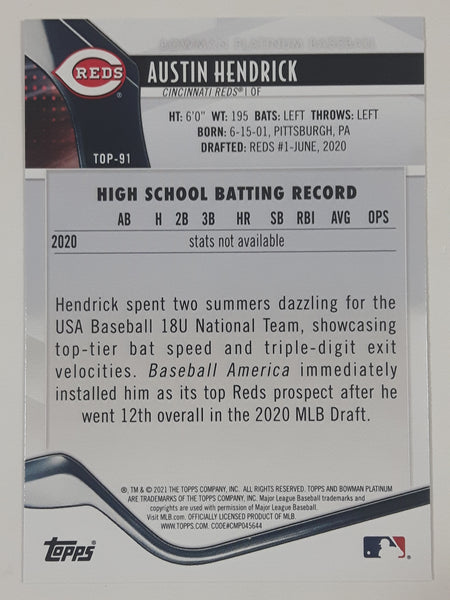 BOWMAN PLATINUM BASEBALL
REDS
AUSTIN HENDRICK
CINCINNATI REDS® | OF
HT: 6'0" WT: 195 BATS: LEFT THROWS: LEFT
BORN: 6-15-01, PITTSBURGH, PA
DRAFTED: REDS #1-JUNE, 2020
TOP-91
HIGH SCHOOL BATTING RECORD
AB H 2B 3B HR SB RBI AVG OPS
2020 stats not available
Hendrick spent two summers dazzling for the
USA Baseball 18U National Team, showcasing
top-tier bat speed and triple-digit exit
velocities. Baseball America immediately
installed him as its top Reds prospect after he
went 12th overall in the 2020 MLB Draft.
®, TM & © 2021 THE TOPPS COMPANY, INC. ALL RIGHTS RESERVED. TOPPS AND BOWMAN PLATINUM
ARE TRADEMARKS OF THE TOPPS COMPANY, INC. Major League Baseball trademarks and
copyrights are used with permission of Major League Baseball.
Visit MLB.com. OFFICIALLY LICENSED PRODUCT OF MLB.
WWW.TOPPS.COM. CODE#CMP045644
topps®